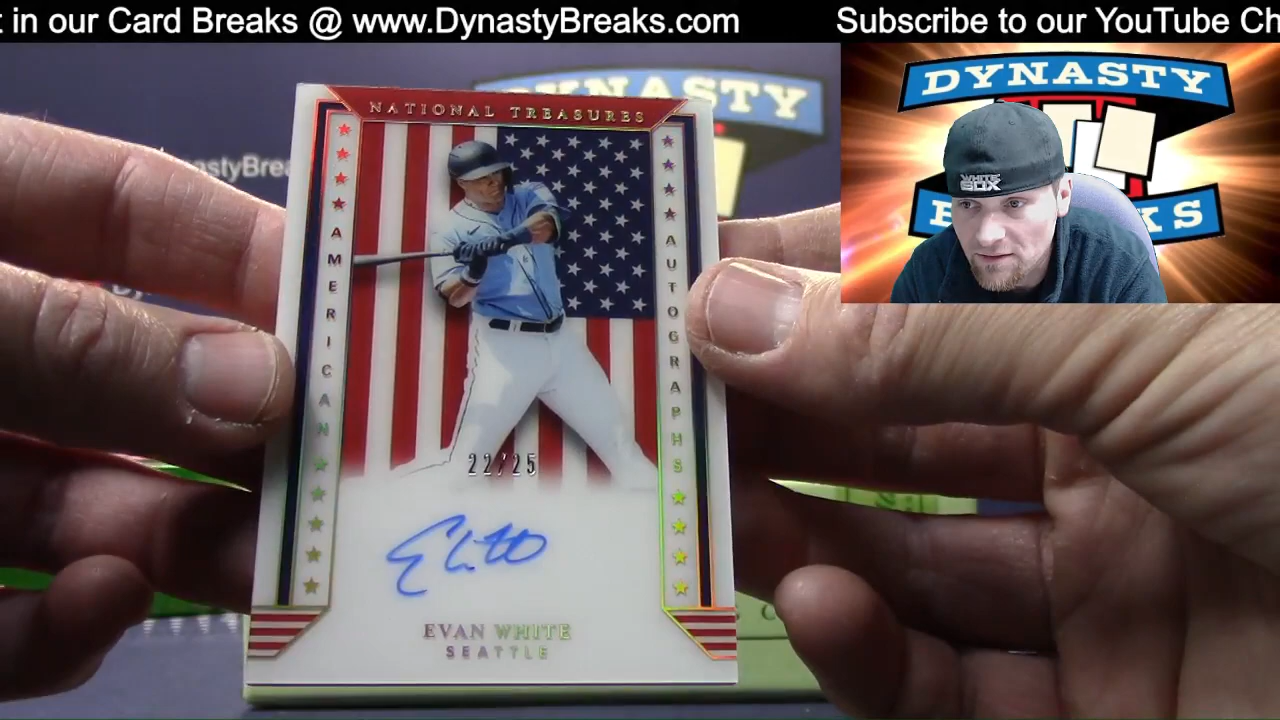 t in our Card Breaks @ www.DynastyBreaks.com
Subscribe to our YouTube Ch
NATIONAL TREASURES
AMERICAN
AUTOGRAPHS
22/25
EVAN WHITE
SEATTLE
DYNASTY
WHITE
SOX